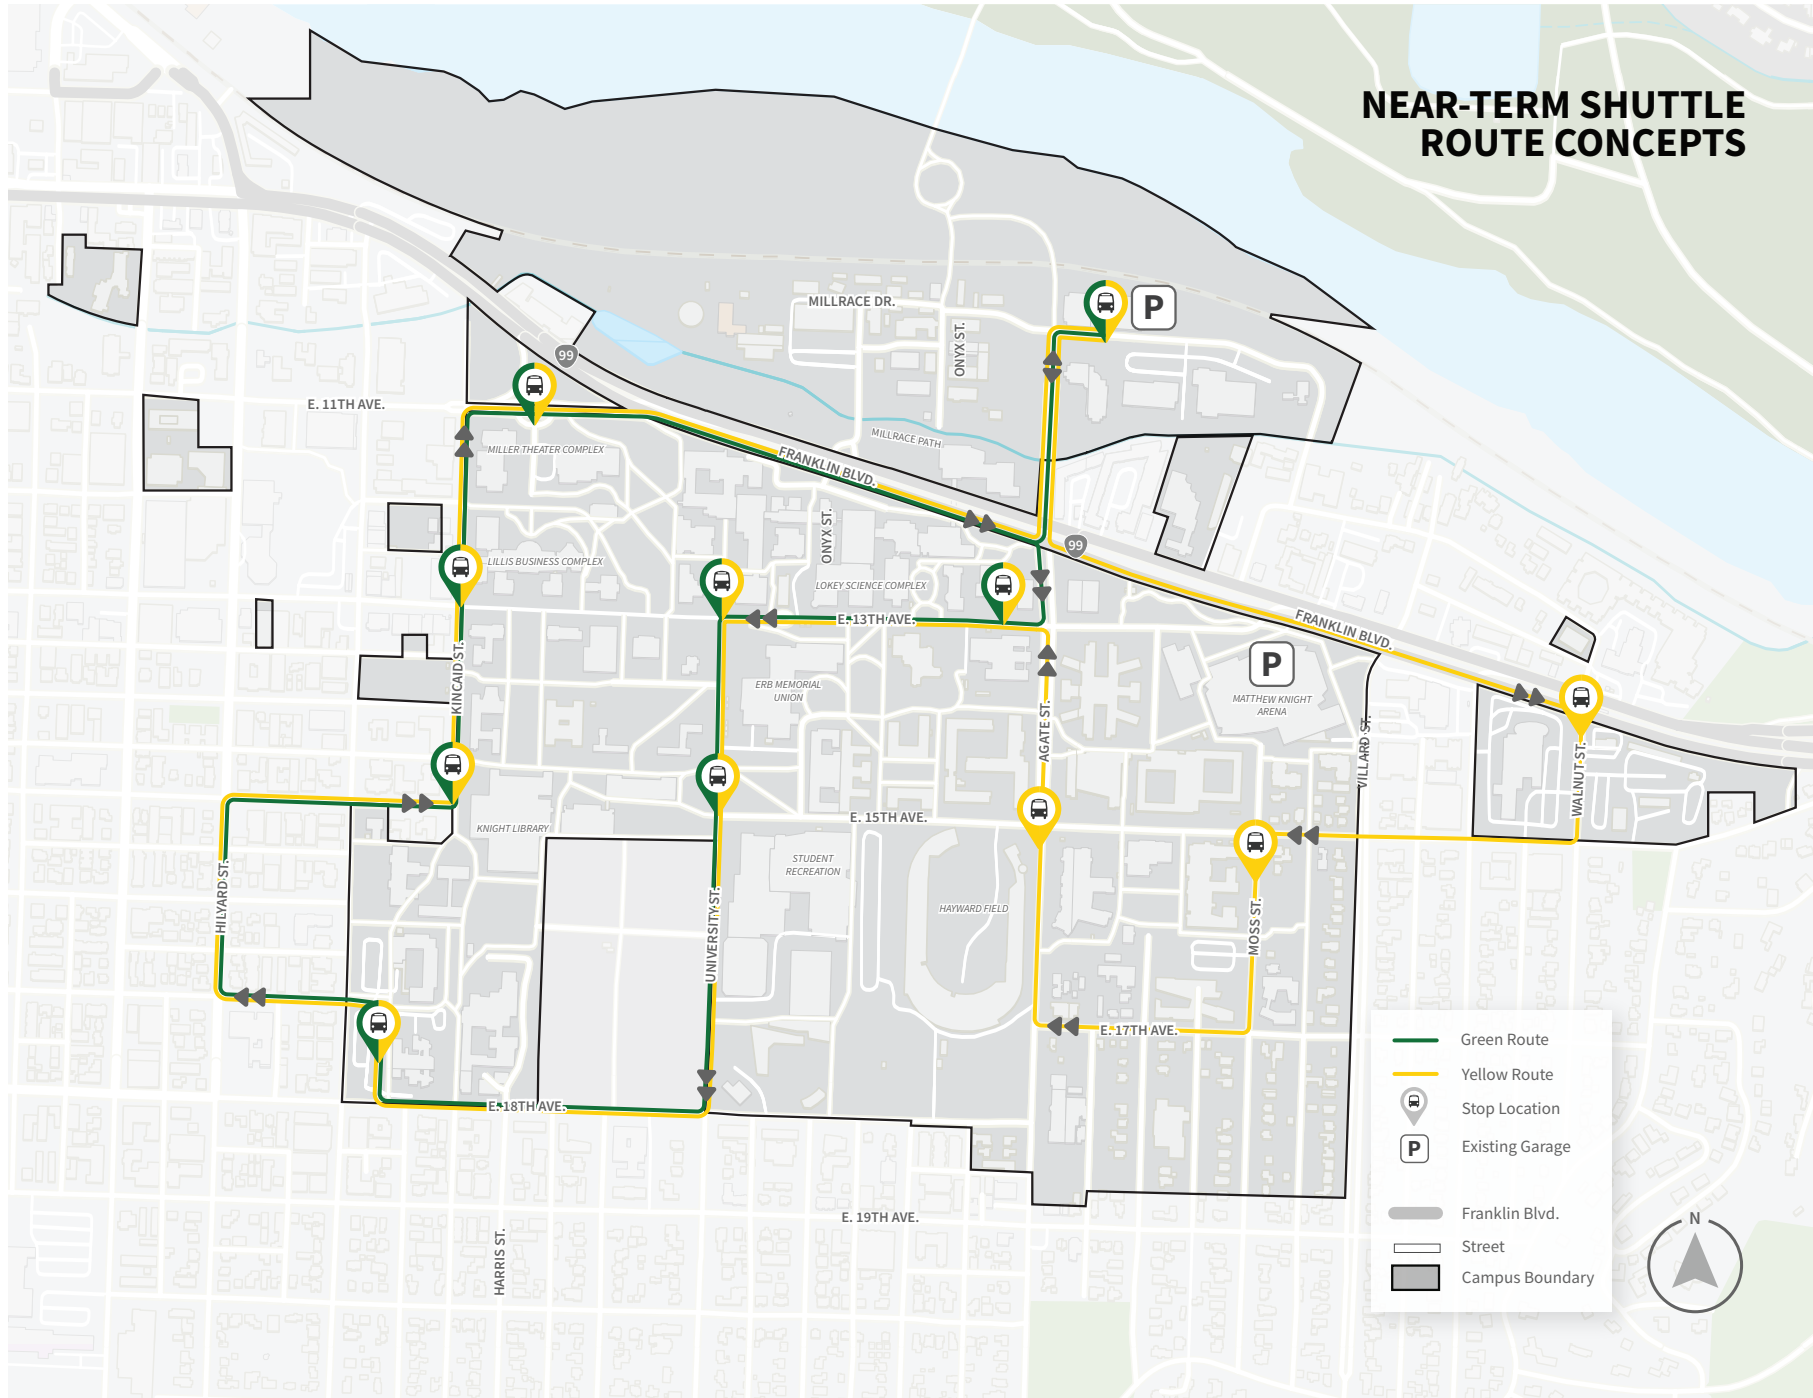 NEAR-TERM SHUTTLE
ROUTE CONCEPTS
MILLRACE DR.
P
ONYX ST.
99
E. 11TH AVE.
MILLRACE PATH
MILLER THEATER COMPLEX
FRANKLIN BLVD.
ONYX ST.
99
LILLIS BUSINESS COMPLEX
LOKEY SCIENCE COMPLEX
E. 13TH AVE.
FRANKLIN BLVD.
P
KINCAID ST.
ERB MEMORIAL
UNION
MATTHEW KNIGHT
ARENA
AGATE ST.
VILLARD ST.
WALNUT ST.
E. 15TH AVE.
KNIGHT LIBRARY
STUDENT
RECREATION
HILYARD ST.
HAYWARD FIELD
UNIVERSITY ST.
MOSS ST.
E. 17TH AVE.
E. 18TH AVE.
E. 19TH AVE.
HARRIS ST.
Green Route
Yellow Route
Stop Location
P
Existing Garage
Franklin Blvd.
Street
Campus Boundary
N